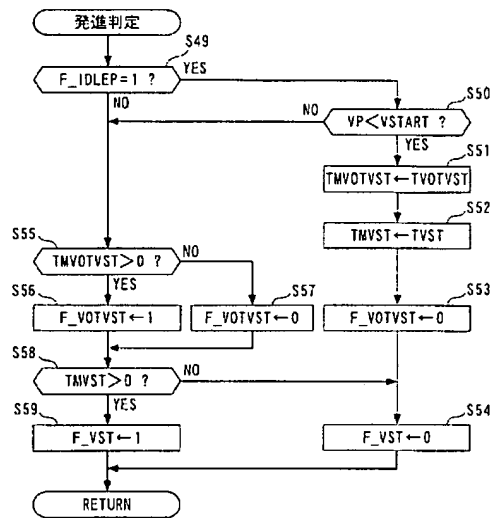 発進判定
S49
F_IDLEP=1 ?
YES
NO
S50
NO
VP<VSTART ?
YES
S51
TMVOTVST←TVOTVST
S52
TMVST←TVST
S55
TMVOTVST>0 ?
NO
YES
S56
F_VOTVST←1
S57
F_VOTVST←0
S53
F_VOTVST←0
S58
TMVST>0 ?
NO
YES
S59
F_VST←1
S54
F_VST←0
RETURN